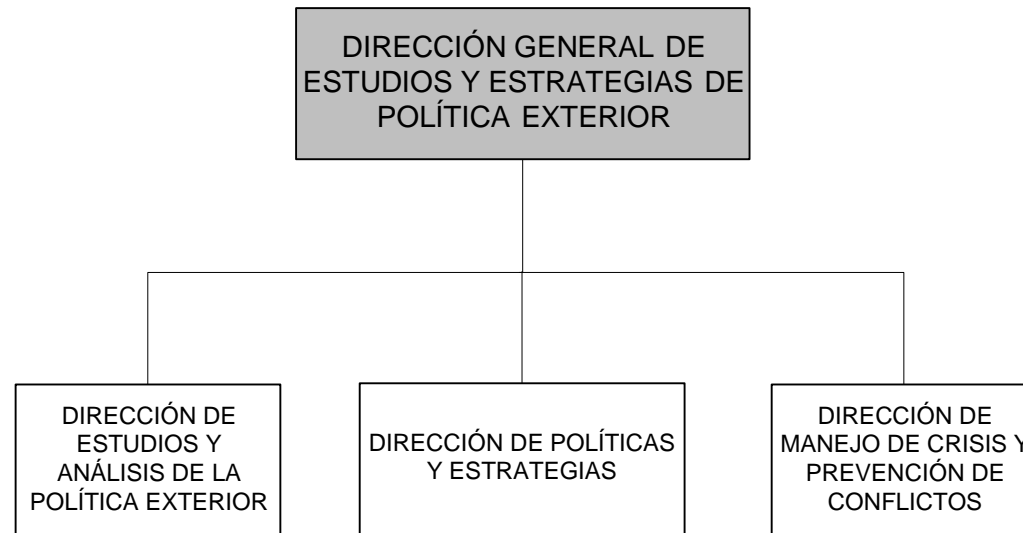 DIRECCIÓN GENERAL DE
ESTUDIOS Y ESTRATEGIAS DE
POLÍTICA EXTERIOR
DIRECCIÓN DE
ESTUDIOS Y
ANÁLISIS DE LA
POLÍTICA EXTERIOR
DIRECCIÓN DE POLÍTICAS
Y ESTRATEGIAS
DIRECCIÓN DE
MANEJO DE CRISIS Y
PREVENCIÓN DE
CONFLICTOS